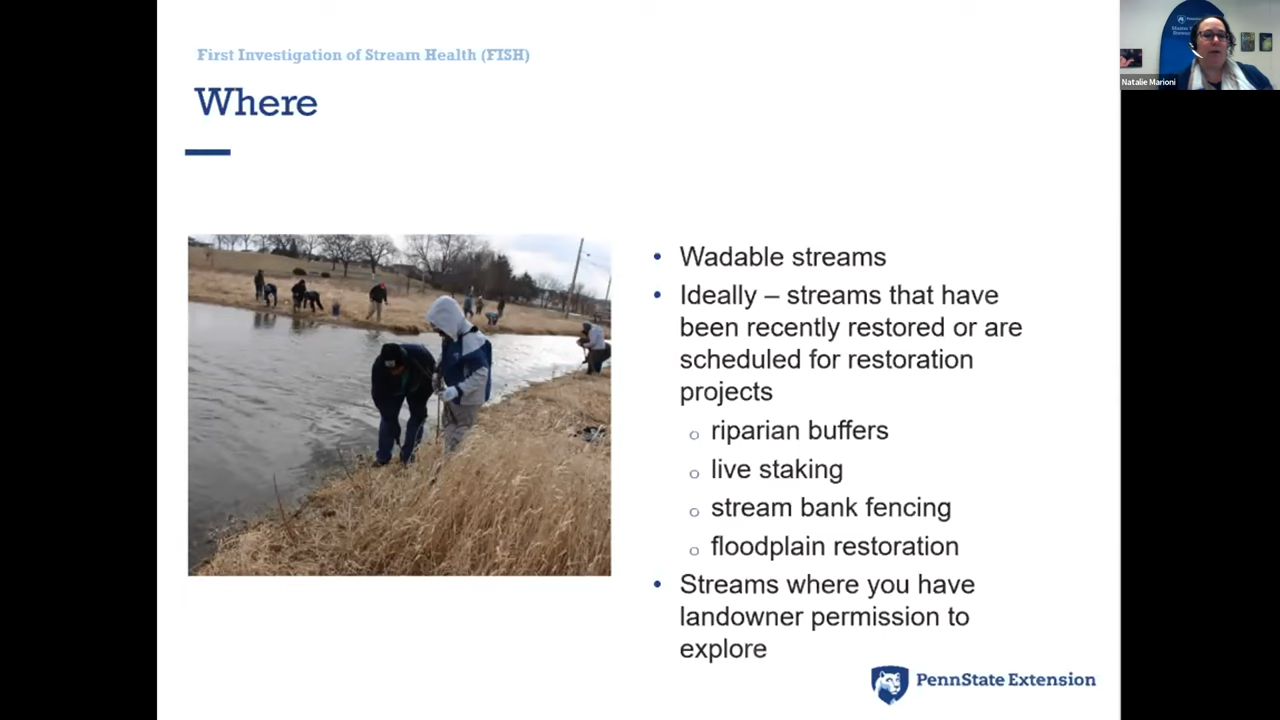 First Investigation of Stream Health (FISH)
Where
• Wadable streams
• Ideally – streams that have
been recently restored or are
scheduled for restoration
projects
o riparian buffers
o live staking
o stream bank fencing
o floodplain restoration
• Streams where you have
landowner permission to
explore
PennState Extension
Natalie Marioni